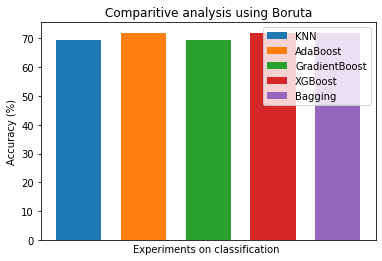 Comparitive analysis using Boruta
KNN
AdaBoost
GradientBoost
XGBoost
Bagging
70
60
50
40
30
20
10
0
Accuracy (%)
Experiments on classification